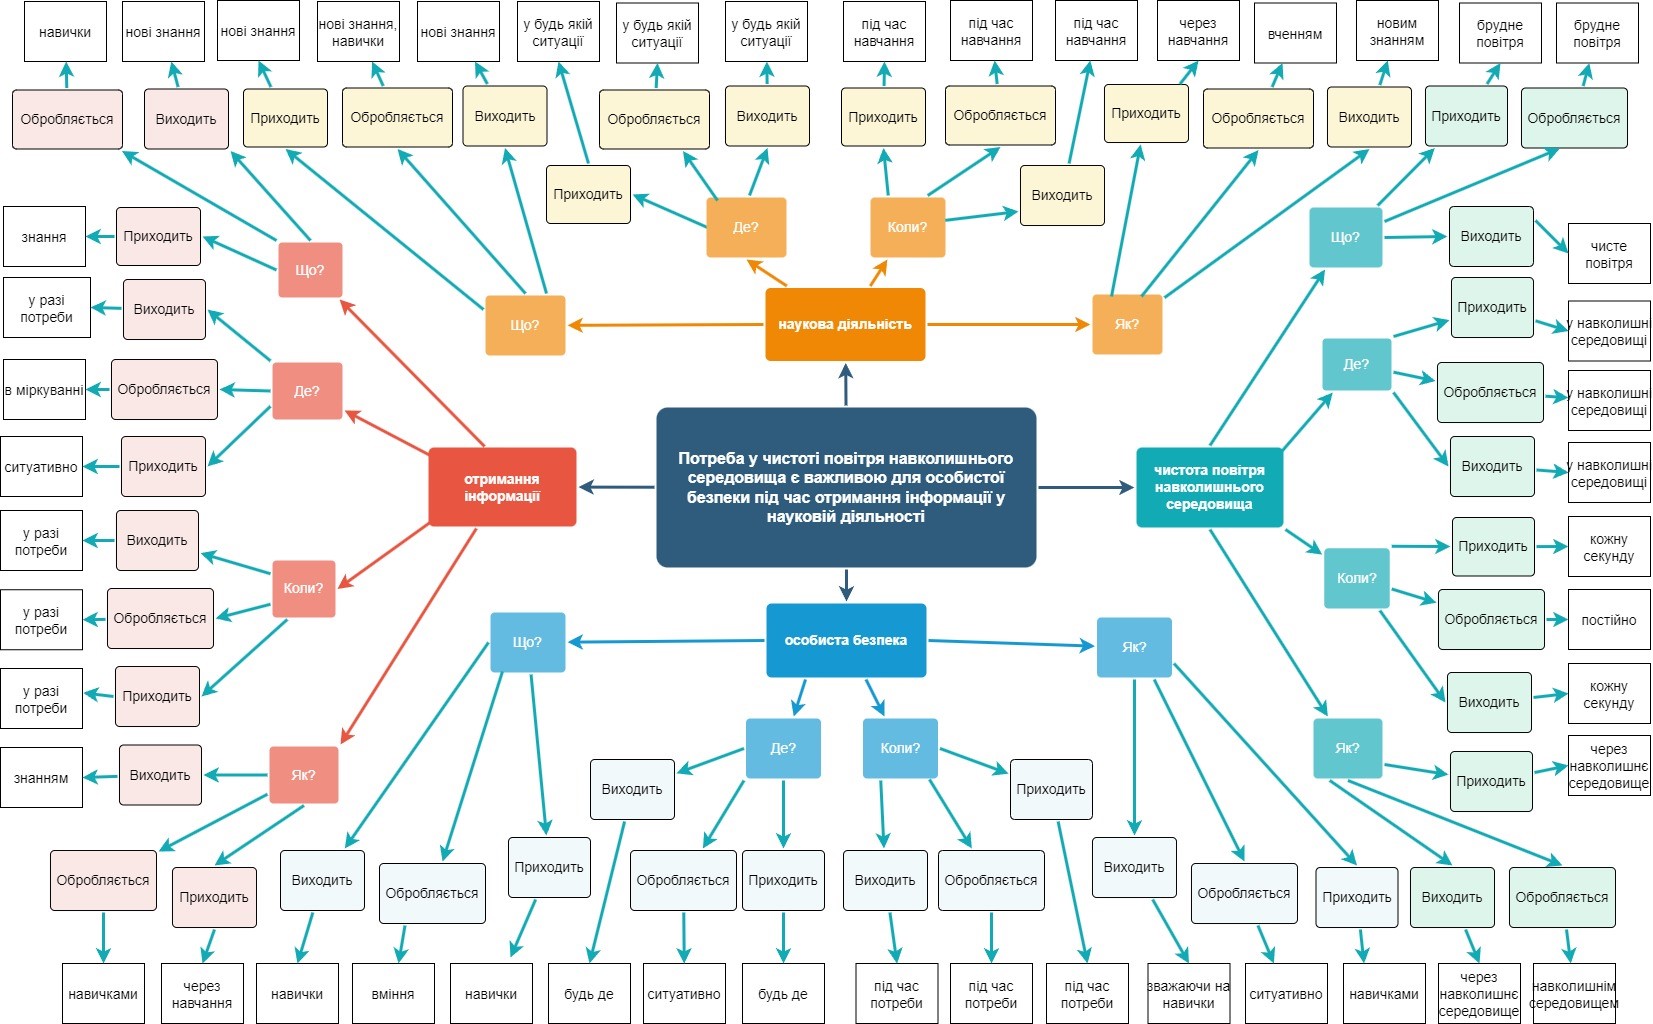 навички
нові знання
нові знання
нові знання,
навички
нові знання
у будь якій
ситуації
у будь якій
ситуації
у будь якій
ситуації
під час
навчання
під час
навчання
під час
навчання
через
навчання
вченням
новим
знанням
брудне
повітря
брудне
повітря
Обробляється
Виходить
Приходить
Обробляється
Виходить
Обробляється
Виходить
Приходить
Обробляється
Приходить
Обробляється
Виходить
Приходить
Обробляється
Приходить
Виходить
знання
Приходить
Що?
Де?
Коли?
Що?
Виходить
чисте
повітря
у разі
потреби
Виходить
Що?
наукова діяльність
Як?
Приходить
у навколишнь
середовищі
Де?
в міркуванні
Обробляється
Де?
Обробляється
у навколишнь
середовищі
ситуативно
Приходить
Виходить
у навколишнь
середовищі
отримання
інформації
Потреба у чистоті повітря навколишнього
середовища є важливою для особистої
безпеки під час отримання інформації у
науковій діяльності
чистота повітря
навколишнього
середовища
у разі
потреби
Виходить
Приходить
кожну
секунду
Коли?
Коли?
у разі
потреби
Обробляється
Обробляється
постійно
Що?
особиста безпека
Як?
у разі
потреби
Приходить
Виходить
кожну
секунду
Де?
Коли?
Як?
знанням
Виходить
Як?
Виходить
Приходить
Приходить
через
навколишнє
середовище
Обробляється
Приходить
Виходить
Обробляється
Приходить
Обробляється
Приходить
Виходить
Обробляється
Виходить
Обробляється
Приходить
Виходить
Обробляється
навичками
через
навчання
навички
вміння
навички
будь де
ситуативно
будь де
під час
потреби
під час
потреби
під час
потреби
зважаючи на
навички
ситуативно
навичками
через
навколишнє
середовище
навколишнім
середовищем